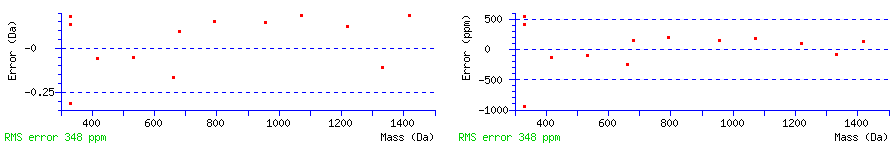 Error (Da)
-0
-0.25
400 600 800 1000 1200 1400
RMS error 348 ppm Mass (Da)
Error (ppm)
500
0
-500
-1000
400 600 800 1000 1200 1400
RMS error 348 ppm Mass (Da)